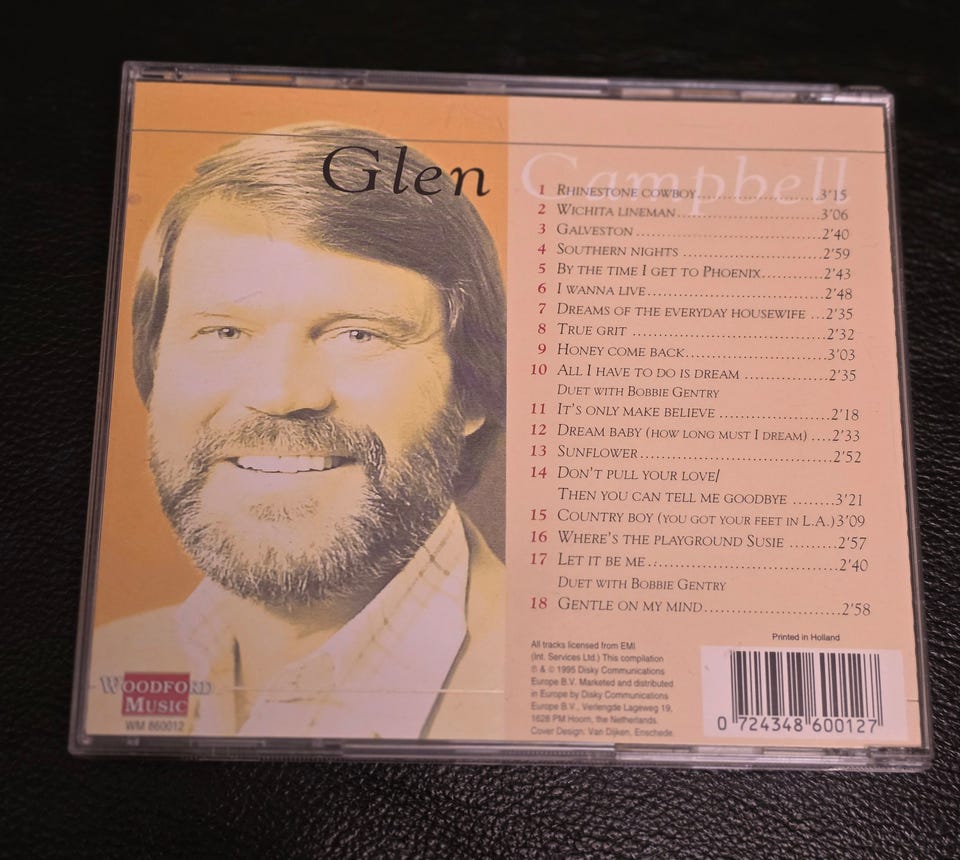 Glen Campbell
1 RHINESTONE COWBOY..........................3'15
2 WICHITA LINEMAN..............................3'06
3 GALVESTON.......................................2'40
4 SOUTHERN NIGHTS..............................2'59
5 BY THE TIME I GET TO PHOENIX.............2'43
6 I WANNA LIVE....................................2'48
7 DREAMS OF THE EVERYDAY HOUSEWIFE ...2'35
8 TRUE GRIT........................................2'32
9 HONEY COME BACK..............................3'03
10 ALL I HAVE TO DO IS DREAM..................2'35
DUET WITH BOBBIE GENTRY
11 IT'S ONLY MAKE BELIEVE......................2'18
12 DREAM BABY (HOW LONG MUST I DREAM) ....2'33
13 SUNFLOWER.......................................2'52
14 DON'T PULL YOUR LOVE/
THEN YOU CAN TELL ME GOODBYE ........3'21
15 COUNTRY BOY (YOU GOT YOUR FEET IN L.A.)3'09
16 WHERE'S THE PLAYGROUND SUSIE .........2'57
17 LET IT BE ME....................................2'40
DUET WITH BOBBIE GENTRY
18 GENTLE ON MY MIND...........................2'58
Printed in Holland
All tracks licensed from EMI
(Int. Services Ltd.) This compilation
℗ & © 1995 Disky Communications
Europe B.V. Marketed and distributed
in Europe by Disky Communications
Europe B.V., Verlengde Lageweg 19,
1628 PM Hoorn, the Netherlands.
Cover Design: Van Dijken, Enschede.
WOODFORD
MUSIC
WM 860012
0 724348 600127